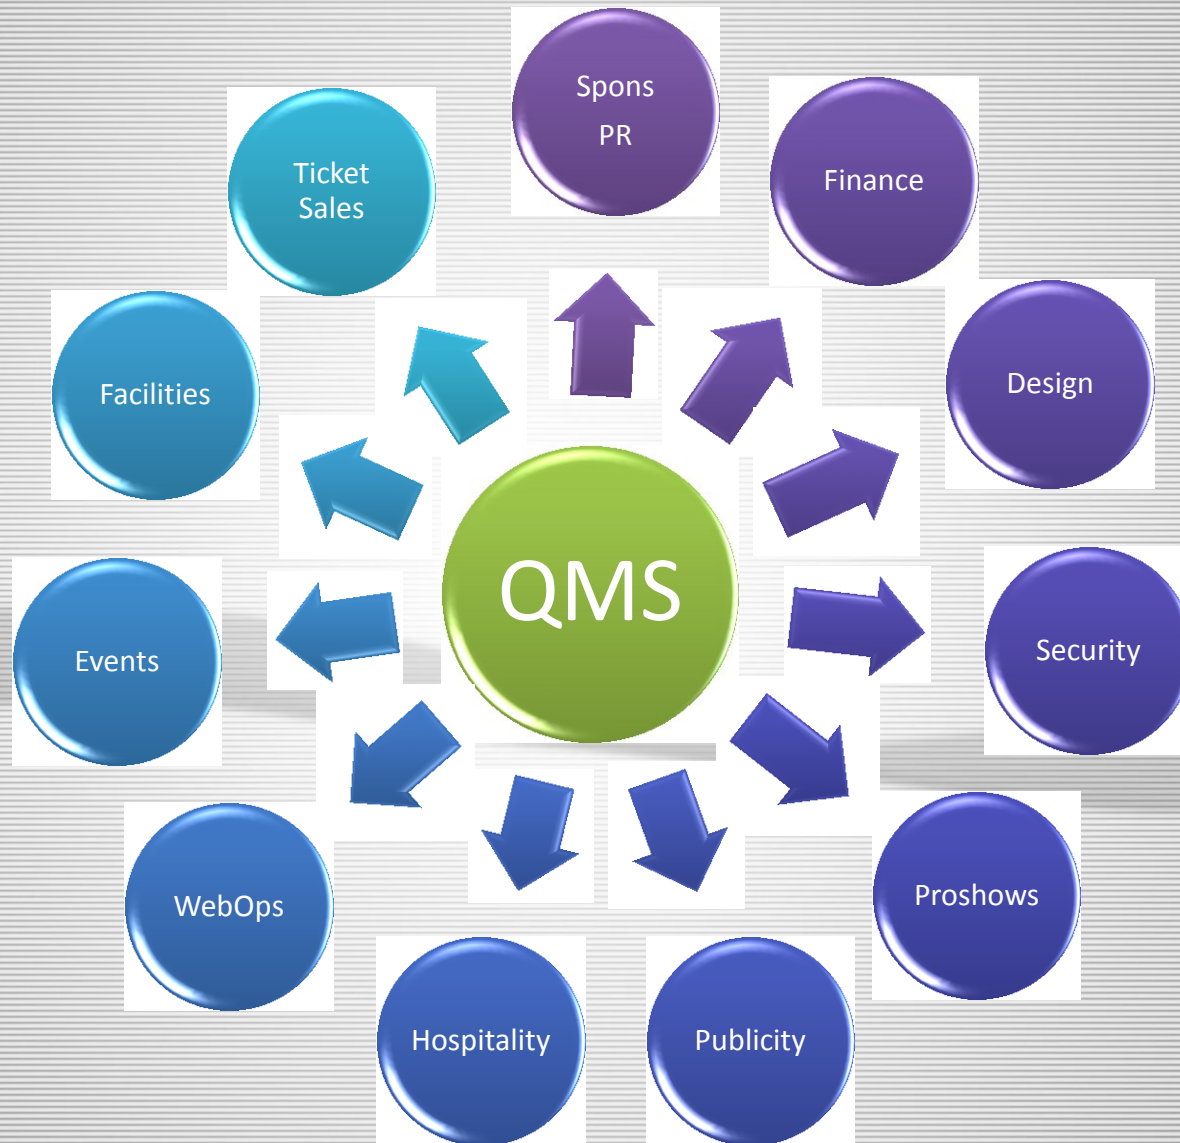 Spons
PR
Finance
Design
Security
Proshows
Publicity
Hospitality
WebOps
Events
Facilities
Ticket
Sales
QMS